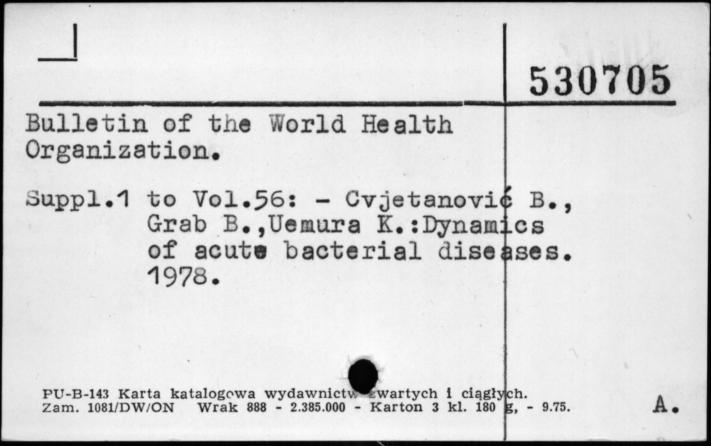 530705
Bulletin of the World Health
Organization.
Suppl.1 to Vol.56: - Cvjetanović B.,
Grab B.,Uemura K.:Dynamics
of acute bacterial diseases.
1978.
PU-B-143 Karta katalogowa wydawnictw zwartych i ciągłych.
Zam. 1081/DW/ON Wrak 888 - 2.385.000 - Karton 3 kl. 180 g, - 9.75.
A.